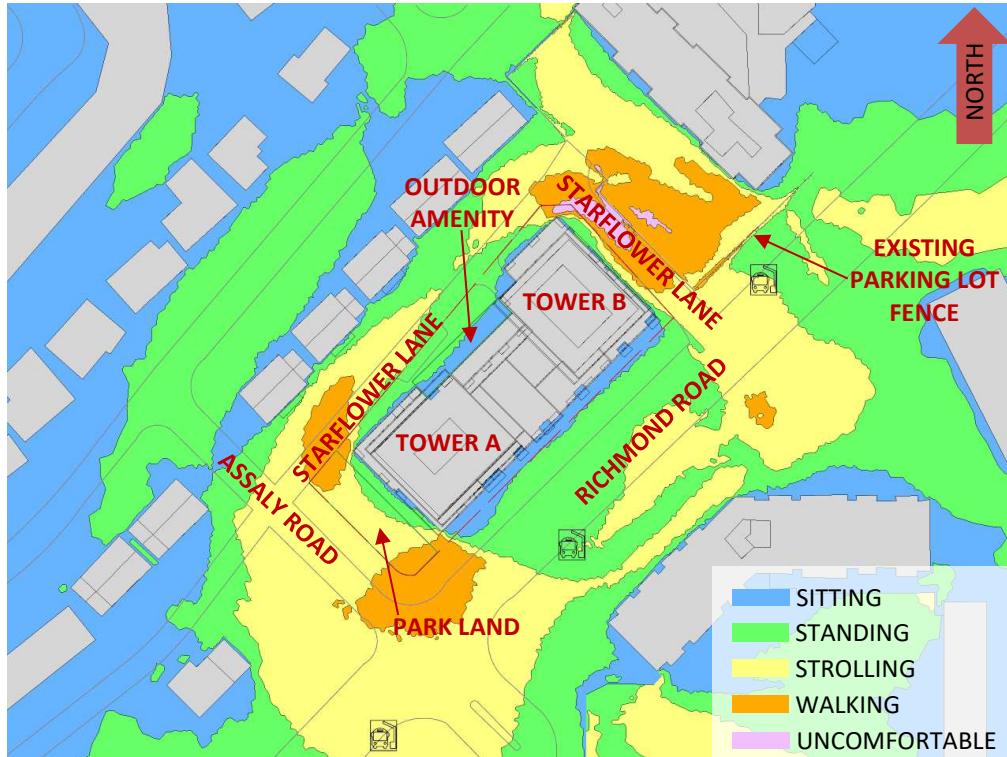 NORTH
OUTDOOR
AMENITY
STARFLOWER LANE
EXISTING
PARKING LOT
FENCE
TOWER B
STARFLOWER LANE
TOWER A
RICHMOND ROAD
ASSALY ROAD
PARK LAND
SITTING
STANDING
STROLLING
WALKING
UNCOMFORTABLE